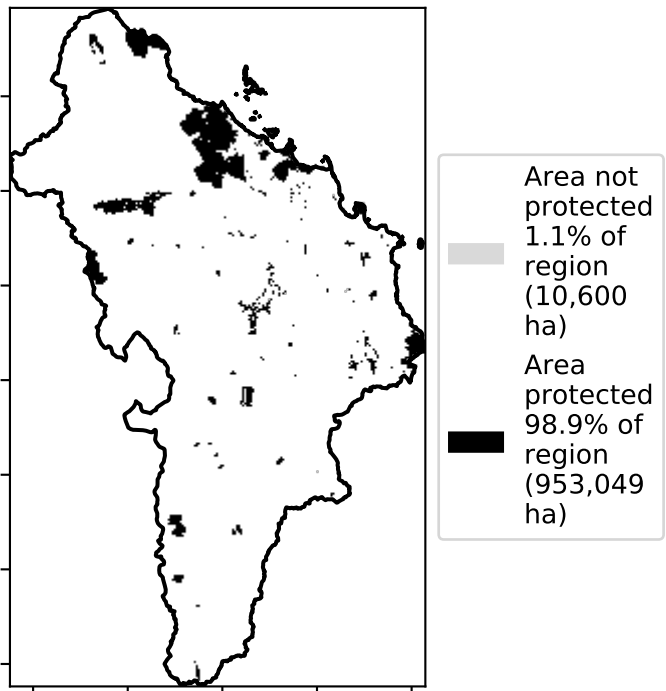 Area not
protected
1.1% of
region
(10,600
ha)
Area
protected
98.9% of
region
(953,049
ha)